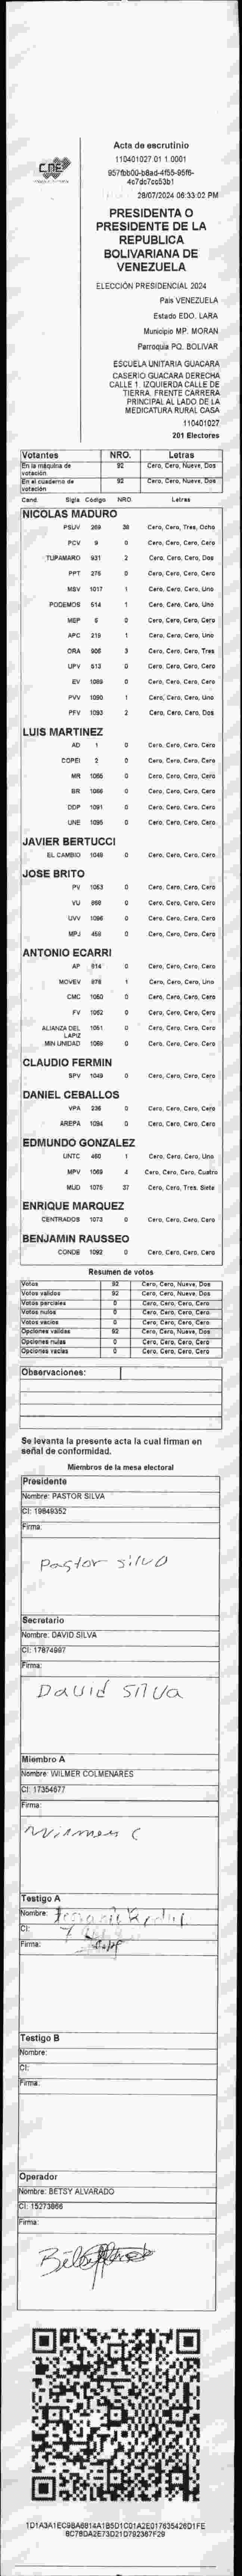 CNE
Acta de escrutinio
110401027.01.1.0001
28/07/2024 06:33:02 PM
PRESIDENTA O
PRESIDENTE DE LA
REPUBLICA
BOLIVARIANA DE
VENEZUELA
ELECCIÓN PRESIDENCIAL 2024
Pais VENEZUELA
Estado EDO. LARA
Municipio MP. MORAN
Parroquia PQ. BOLIVAR
ESCUELA UNITARIA GUACARA
CASERIO GUACARA DERECHA
CALLE 1. IZQUIERDA CALLE DE
TIERRA. FRENTE CARRERA
PRINCIPAL AL LADO DE LA
MEDICATURA RURAL CASA
110401027
201 Electores
Votantes NRO. Letras
En la máquina de votación 92 Cero, Cero, Nueve, Dos
En el cuaderno de votación 92 Cero, Cero, Nueve, Dos
Cand. Sigla Código NRO. Letras
NICOLAS MADURO
PSUV 269 38 Cero, Cero, Tres, Ocho
PCV 9 0 Cero, Cero, Cero, Cero
TUPAMARO 931 2 Cero, Cero, Cero, Dos
PPT 275 0 Cero, Cero, Cero, Cero
MSV 1017 1 Cero, Cero, Cero, Uno
PODEMOS 514 1 Cero, Cero, Cero, Uno
MEP 5 0 Cero, Cero, Cero, Cero
APC 219 1 Cero, Cero, Cero, Uno
ORA 906 3 Cero, Cero, Cero, Tres
UPV 613 0 Cero, Cero, Cero, Cero
EV 1089 0 Cero, Cero, Cero, Cero
PVV 1090 1 Cero, Cero, Cero, Uno
PFV 1093 2 Cero, Cero, Cero, Dos
LUIS MARTINEZ
AD 1 0 Cero, Cero, Cero, Cero
COPEI 2 0 Cero, Cero, Cero, Cero
MR 1065 0 Cero, Cero, Cero, Cero
BR 1066 0 Cero, Cero, Cero, Cero
DDP 1091 0 Cero, Cero, Cero, Cero
UNE 1095 0 Cero, Cero, Cero, Cero
JAVIER BERTUCCI
EL CAMBIO 1048 0 Cero, Cero, Cero, Cero
JOSE BRITO
PV 1053 0 Cero, Cero, Cero, Cero
VU 868 0 Cero, Cero, Cero, Cero
UVV 1096 0 Cero, Cero, Cero, Cero
MPJ 458 0 Cero, Cero, Cero, Cero
ANTONIO ECARRI
AP 814 0 Cero, Cero, Cero, Cero
MOVEV 978 1 Cero, Cero, Cero, Uno
CMC 1050 0 Cero, Cero, Cero, Cero
FV 1052 0 Cero, Cero, Cero, Cero
ALIANZA DEL LAPIZ 1051 0 Cero, Cero, Cero, Cero
MIN UNIDAD 1069 0 Cero, Cero, Cero, Cero
CLAUDIO FERMIN
SPV 1049 0 Cero, Cero, Cero, Cero
DANIEL CEBALLOS
VPA 236 0 Cero, Cero, Cero, Cero
AREPA 1094 0 Cero, Cero, Cero, Cero
EDMUNDO GONZALEZ
UNTC 460 1 Cero, Cero, Cero, Uno
MPV 1069 4 Cero, Cero, Cero, Cuatro
MUD 1075 37 Cero, Cero, Tres, Siete
ENRIQUE MARQUEZ
CENTRADOS 1073 0 Cero, Cero, Cero, Cero
BENJAMIN RAUSSEO
CONDE 1092 0 Cero, Cero, Cero, Cero
Resumen de votos
Votos 92 Cero, Cero, Nueve, Dos
Votos validos 92 Cero, Cero, Nueve, Dos
Votos parciales 0 Cero, Cero, Cero, Cero
Votos nulos 0 Cero, Cero, Cero, Cero
Votos vacios 0 Cero, Cero, Cero, Cero
Opciones validas 92 Cero, Cero, Nueve, Dos
Opciones nulas 0 Cero, Cero, Cero, Cero
Opciones vacias 0 Cero, Cero, Cero, Cero
Observaciones:
Se levanta la presente acta la cual firman en
señal de conformidad.
Miembros de la mesa electoral
Presidente
Nombre: PASTOR SILVA
CI: 19849352
Firma:
Pastor Silva
Secretario
Nombre: DAVID SILVA
CI: 17874987
Firma:
David Silva
Miembro A
Nombre: WILMER COLMENARES
CI: 17354677
Firma:
Wilmer C
Testigo A
Nombre:
CI:
Firma:
Testigo B
Nombre:
CI:
Firma:
Operador
Nombre: BETSY ALVARADO
CI: 15273866
Firma: